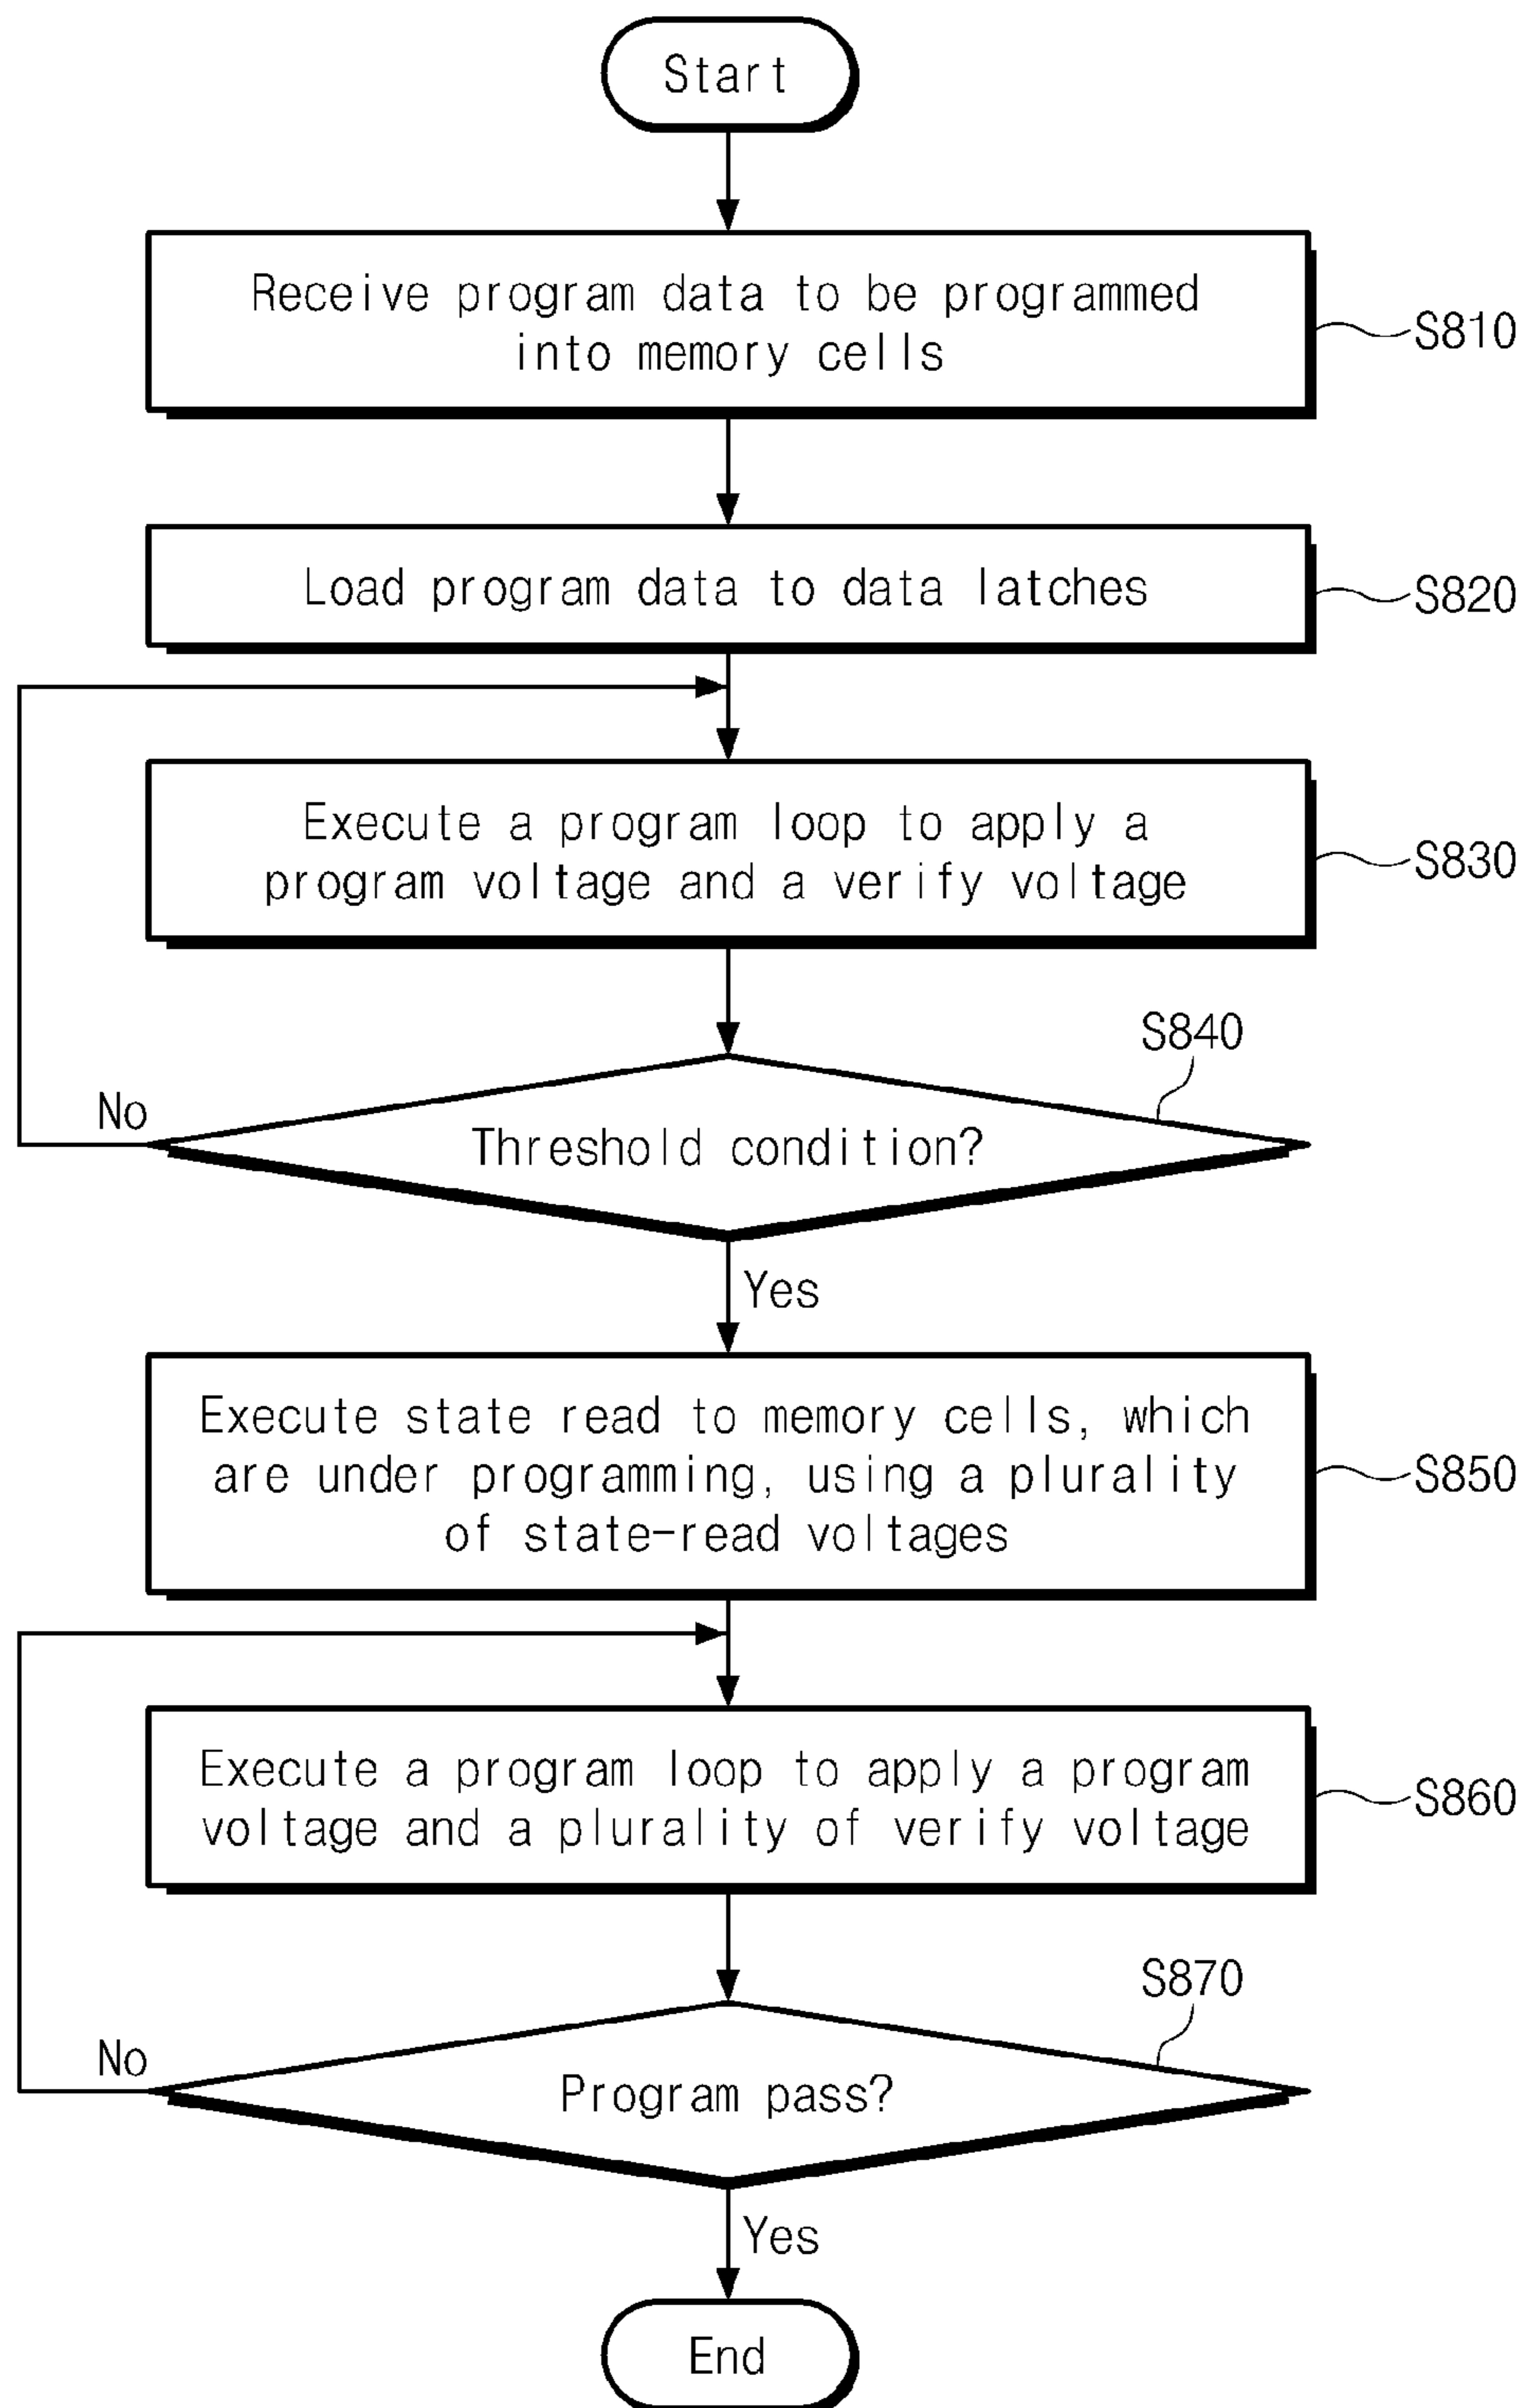 Start
Receive program data to be programmed
into memory cells
S810
Load program data to data latches
S820
Execute a program loop to apply a
program voltage and a verify voltage
S830
S840
No
Threshold condition?
Yes
Execute state read to memory cells, which
are under programming, using a plurality
of state-read voltages
S850
Execute a program loop to apply a program
voltage and a plurality of verify voltage
S860
S870
No
Program pass?
Yes
End